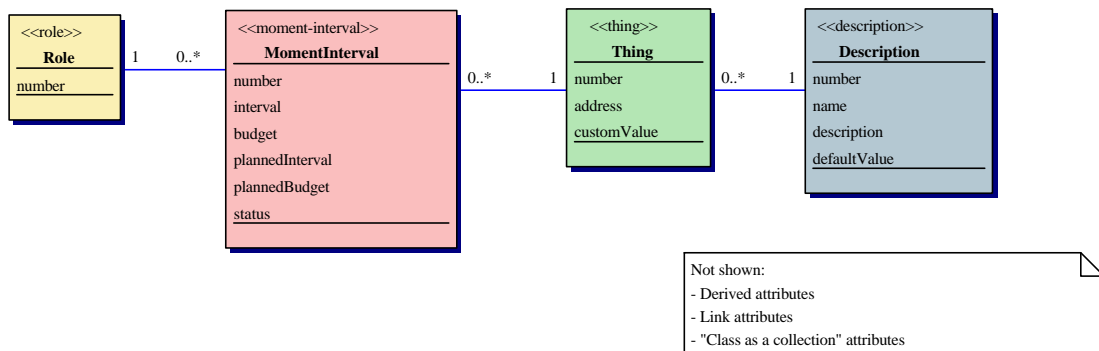 <<role>>
Role
number
1
0..*
<<moment-interval>>
MomentInterval
number
interval
budget
plannedInterval
plannedBudget
status
0..*
1
<<thing>>
Thing
number
address
customValue
0..*
1
<<description>>
Description
number
name
description
defaultValue
Not shown:
- Derived attributes
- Link attributes
- "Class as a collection" attributes